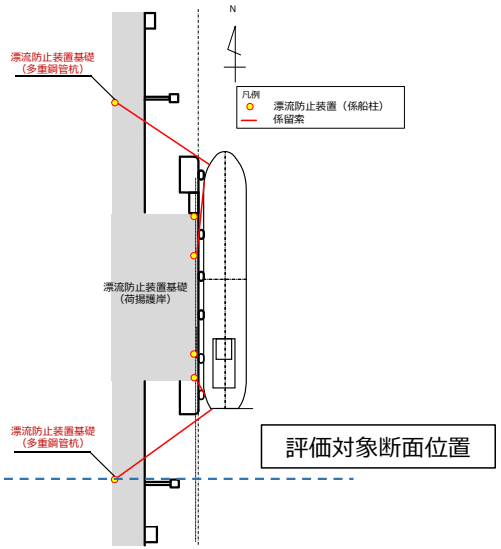 N
漂流防止装置基礎
（多重鋼管杭）
凡例
漂流防止装置（係船柱）
係留索
漂流防止装置基礎
（荷揚護岸）
漂流防止装置基礎
（多重鋼管杭）
評価対象断面位置